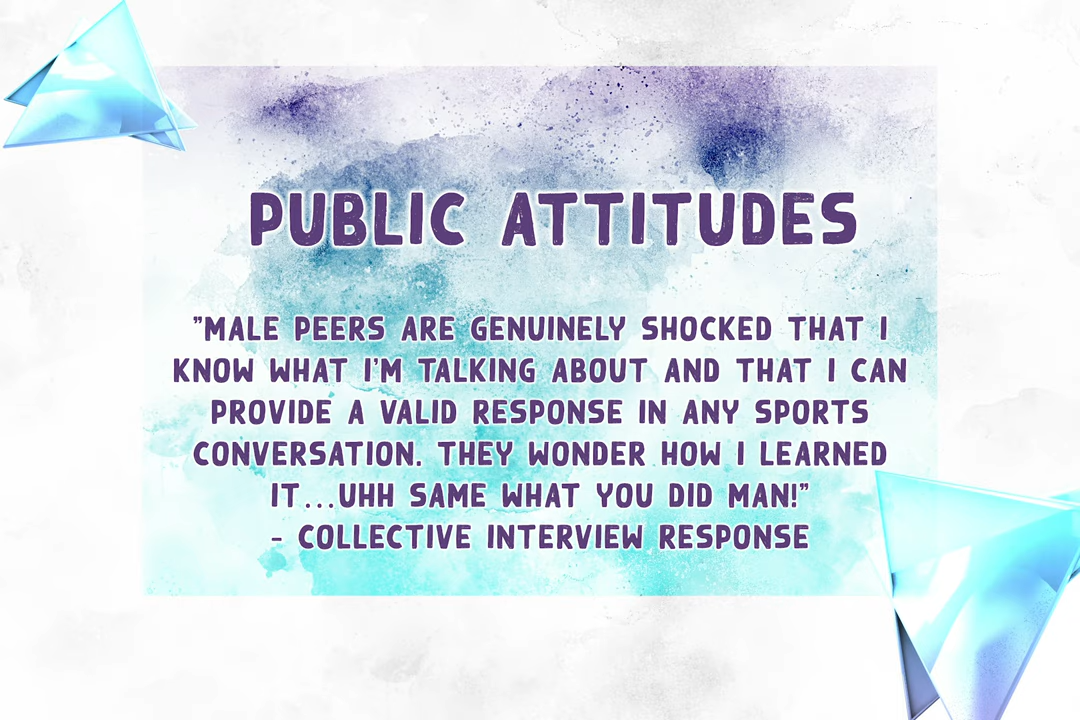 PUBLIC ATTITUDES
"MALE PEERS ARE GENUINELY SHOCKED THAT I
KNOW WHAT I'M TALKING ABOUT AND THAT I CAN
PROVIDE A VALID RESPONSE IN ANY SPORTS
CONVERSATION. THEY WONDER HOW I LEARNED
IT...UHH SAME WHAT YOU DID MAN!"
- COLLECTIVE INTERVIEW RESPONSE